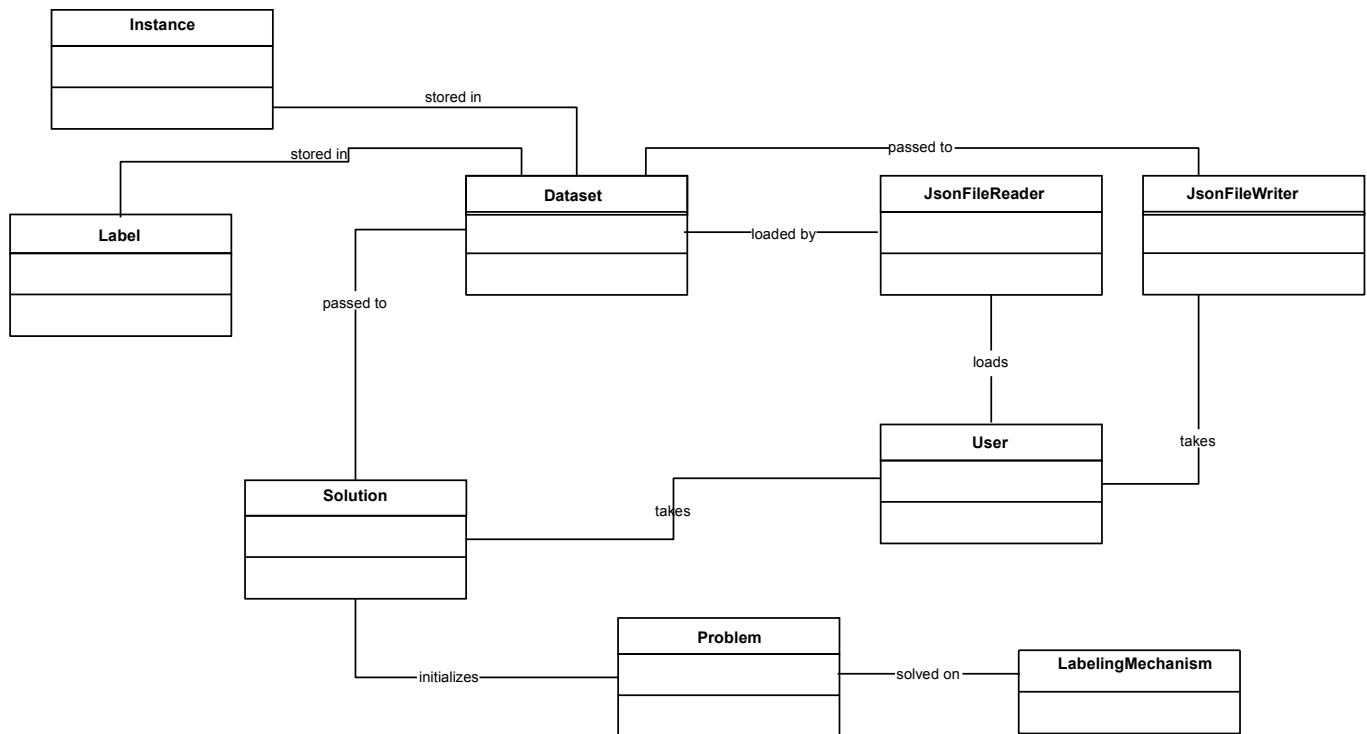 Instance
stored in
stored in
passed to
Dataset
JsonFileReader
JsonFileWriter
Label
loaded by
passed to
loads
User
takes
Solution
takes
Problem
LabelingMechanism
initializes
solved on